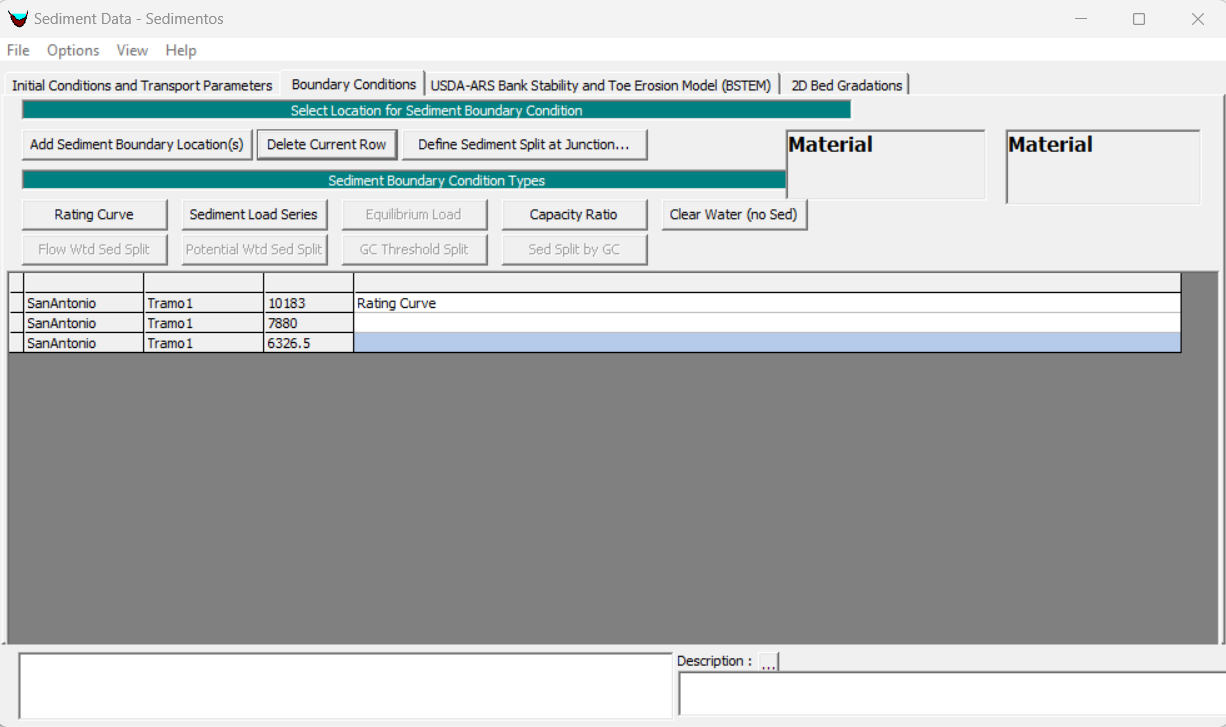 Sediment Data - Sedimentos
File Options View Help
Initial Conditions and Transport Parameters Boundary Conditions USDA-ARS Bank Stability and Toe Erosion Model (BSTEM) 2D Bed Gradations
Select Location for Sediment Boundary Condition
Add Sediment Boundary Location(s) Delete Current Row Define Sediment Split at Junction... Material Material
Sediment Boundary Condition Types
Rating Curve Sediment Load Series Equilibrium Load Capacity Ratio Clear Water (no Sed)
Flow Wtd Sed Split Potential Wtd Sed Split GC Threshold Split Sed Split by GC
SanAntonio Tramo1 10183 Rating Curve
SanAntonio Tramo1 7880
SanAntonio Tramo1 6326.5
Description : ...